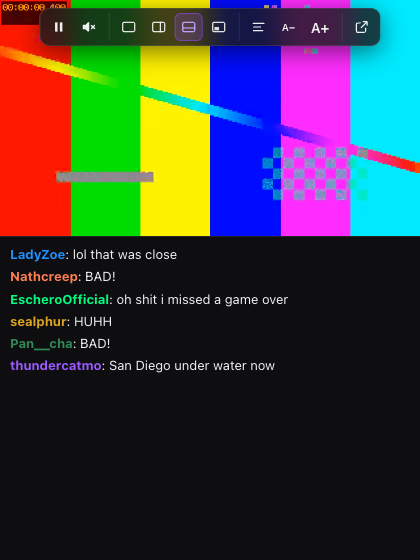 00:00:00.400
A−
A+
LadyZoe: lol that was close
Nathcreep: BAD!
EscheroOfficial: oh shit i missed a game over
sealphur: HUHH
Pan__cha: BAD!
thundercatmo: San Diego under water now